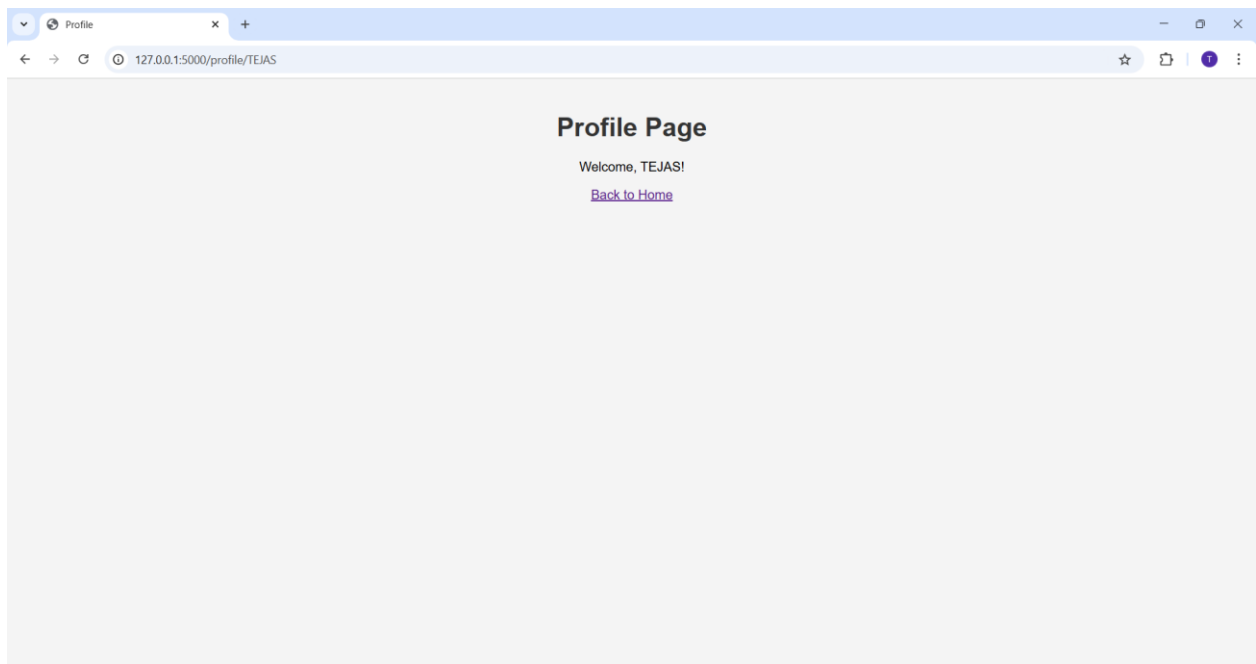 Profile
127.0.0.1:5000/profile/TEJAS
T
Profile Page
Welcome, TEJAS!
Back to Home